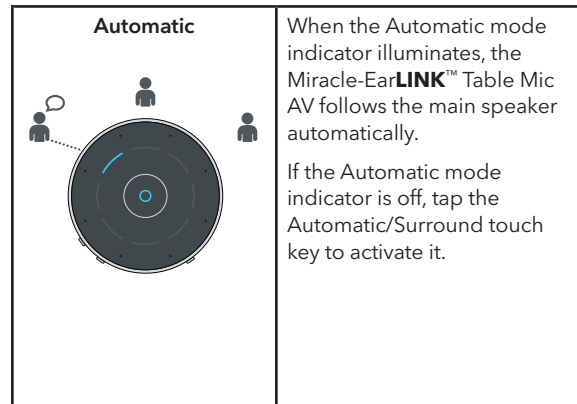 Automatic
When the Automatic mode
indicator illuminates, the
Miracle-EarLINK™ Table Mic
AV follows the main speaker
automatically.
If the Automatic mode
indicator is off, tap the
Automatic/Surround touch
key to activate it.